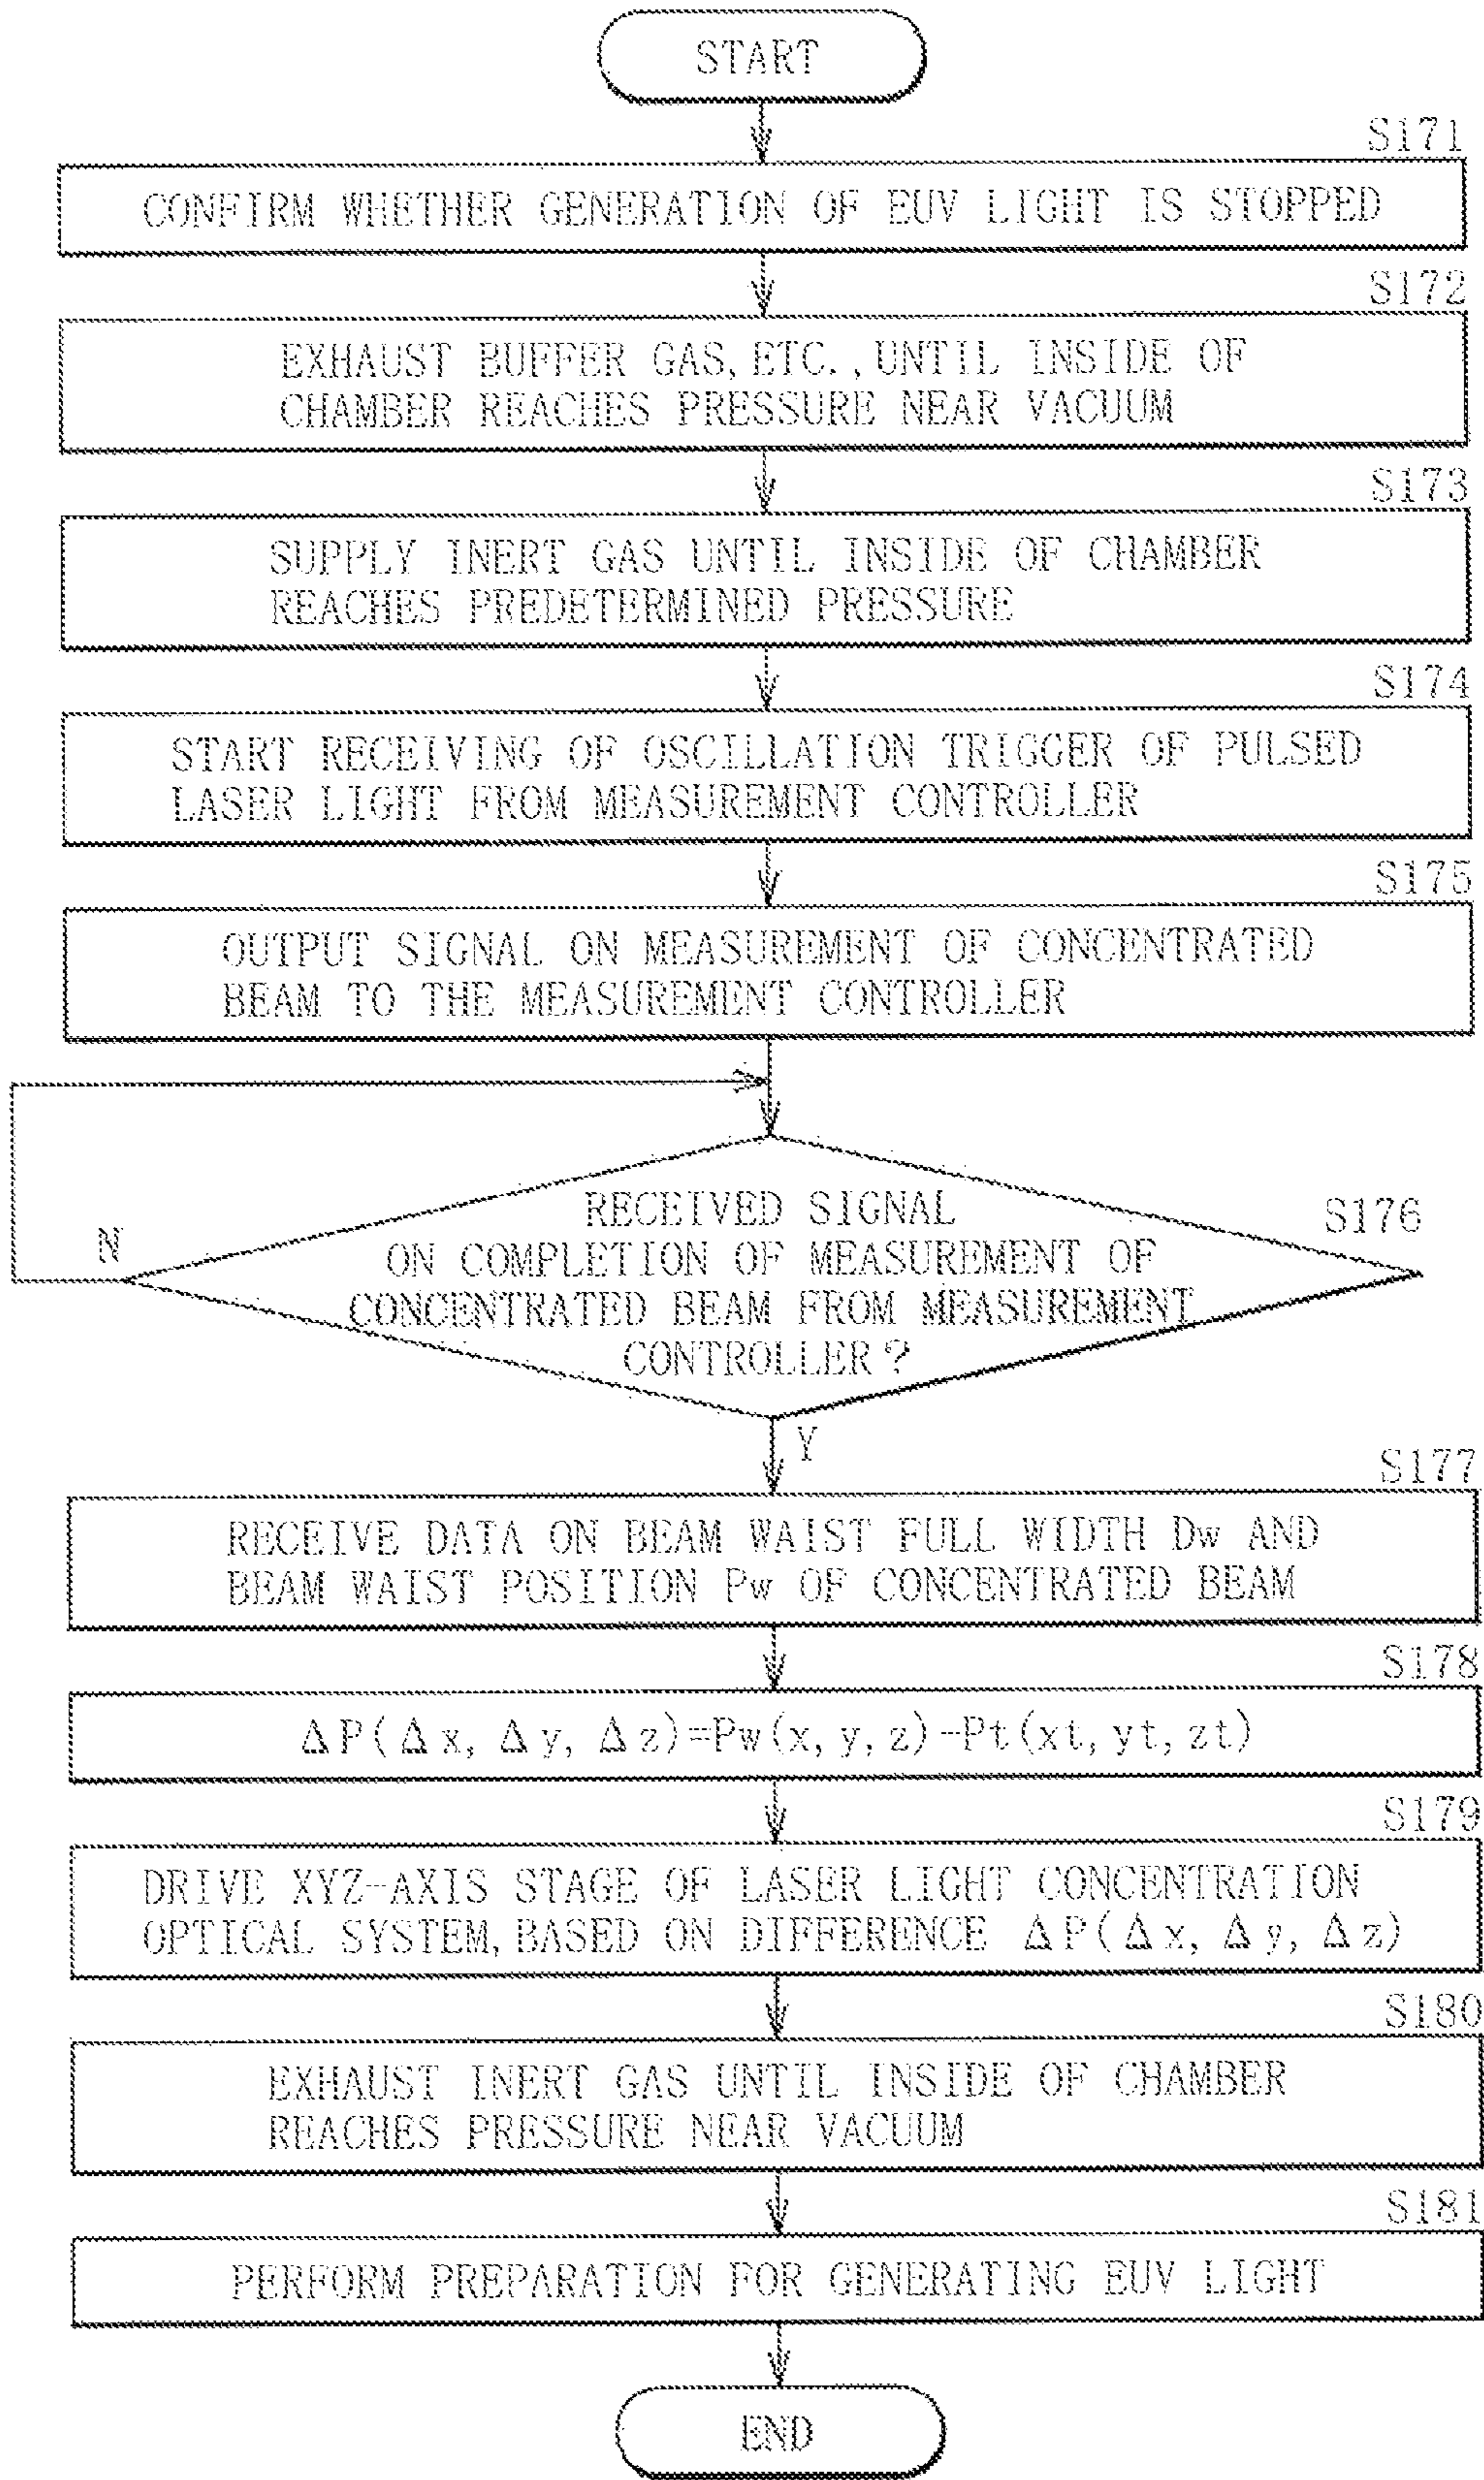 START
S171
CONFIRM WHETHER GENERATION OF EUV LIGHT IS STOPPED
S172
EXHAUST BUFFER GAS, ETC., UNTIL INSIDE OF
CHAMBER REACHES PRESSURE NEAR VACUUM
S173
SUPPLY INERT GAS UNTIL INSIDE OF CHAMBER
REACHES PREDETERMINED PRESSURE
S174
START RECEIVING OF OSCILLATION TRIGGER OF PULSED
LASER LIGHT FROM MEASUREMENT CONTROLLER
S175
OUTPUT SIGNAL ON MEASUREMENT OF CONCENTRATED
BEAM TO THE MEASUREMENT CONTROLLER
S176
RECEIVED SIGNAL
ON COMPLETION OF MEASUREMENT OF
CONCENTRATED BEAM FROM MEASUREMENT
CONTROLLER?
N
Y
S177
RECEIVE DATA ON BEAM WAIST FULL WIDTH Dw AND
BEAM WAIST POSITION Pw OF CONCENTRATED BEAM
S178
ΔP(Δx, Δy, Δz)=Pw(x, y, z)-Pt(xt, yt, zt)
S179
DRIVE XYZ-AXIS STAGE OF LASER LIGHT CONCENTRATION
OPTICAL SYSTEM, BASED ON DIFFERENCE ΔP(Δx, Δy, Δz)
S180
EXHAUST INERT GAS UNTIL INSIDE OF CHAMBER
REACHES PRESSURE NEAR VACUUM
S181
PERFORM PREPARATION FOR GENERATING EUV LIGHT
END